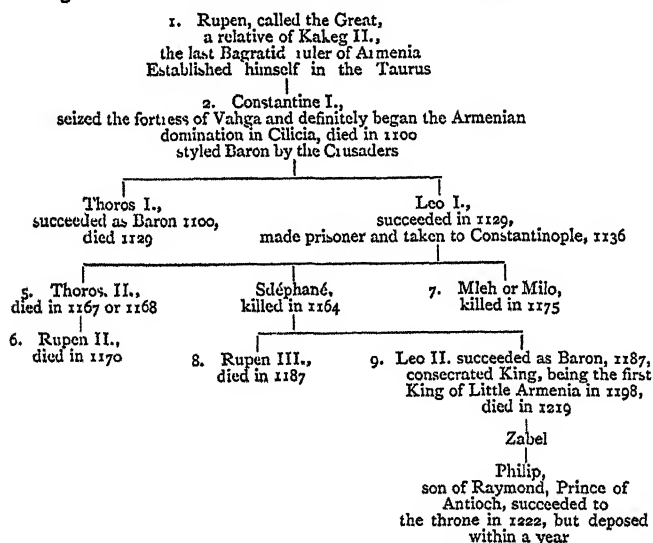 1. Rupen, called the Great,
a relative of Kakeg II.,
the last Bagratid ruler of Armenia
Established himself in the Taurus
2. Constantine I.,
seized the fortress of Vahga and definitely began the Armenian
domination in Cilicia, died in 1100
styled Baron by the Crusaders
Thoros I.,
succeeded as Baron 1100,
died 1129
Leo I.,
succeeded in 1129,
made prisoner and taken to Constantinople, 1136
5. Thoros. II.,
died in 1167 or 1168
Sdéphané,
killed in 1164
7. Mleh or Milo,
killed in 1175
6. Rupen II.,
died in 1170
8. Rupen III.,
died in 1187
9. Leo II. succeeded as Baron, 1187,
consecrated King, being the first
King of Little Armenia in 1198,
died in 1219
Zabel
Philip,
son of Raymond, Prince of
Antioch, succeeded to
the throne in 1222, but deposed
within a year